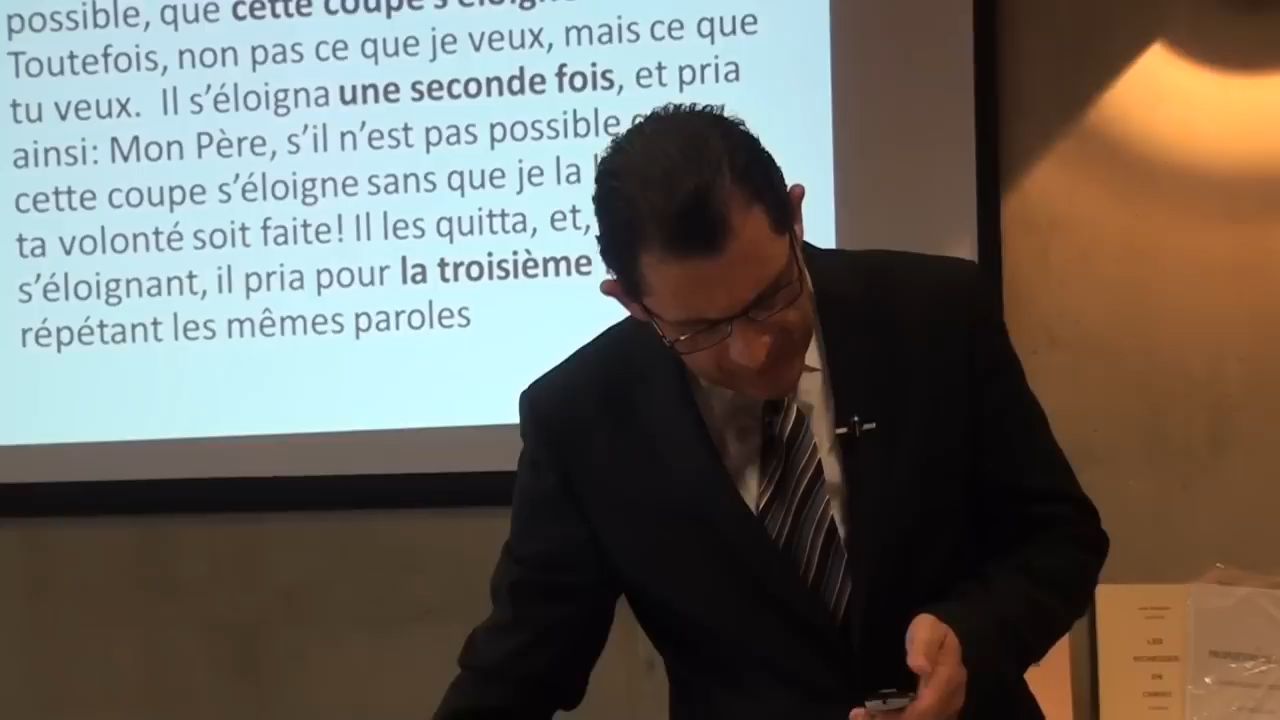 possible, que cette coupe s'éloigne
Toutefois, non pas ce que je veux, mais ce que
tu veux. Il s'éloigna une seconde fois, et pria
ainsi: Mon Père, s'il n'est pas possible
cette coupe s'éloigne sans que je la
ta volonté soit faite! Il les quitta, et,
s'éloignant, il pria pour la troisième
répétant les mêmes paroles
LES
EN